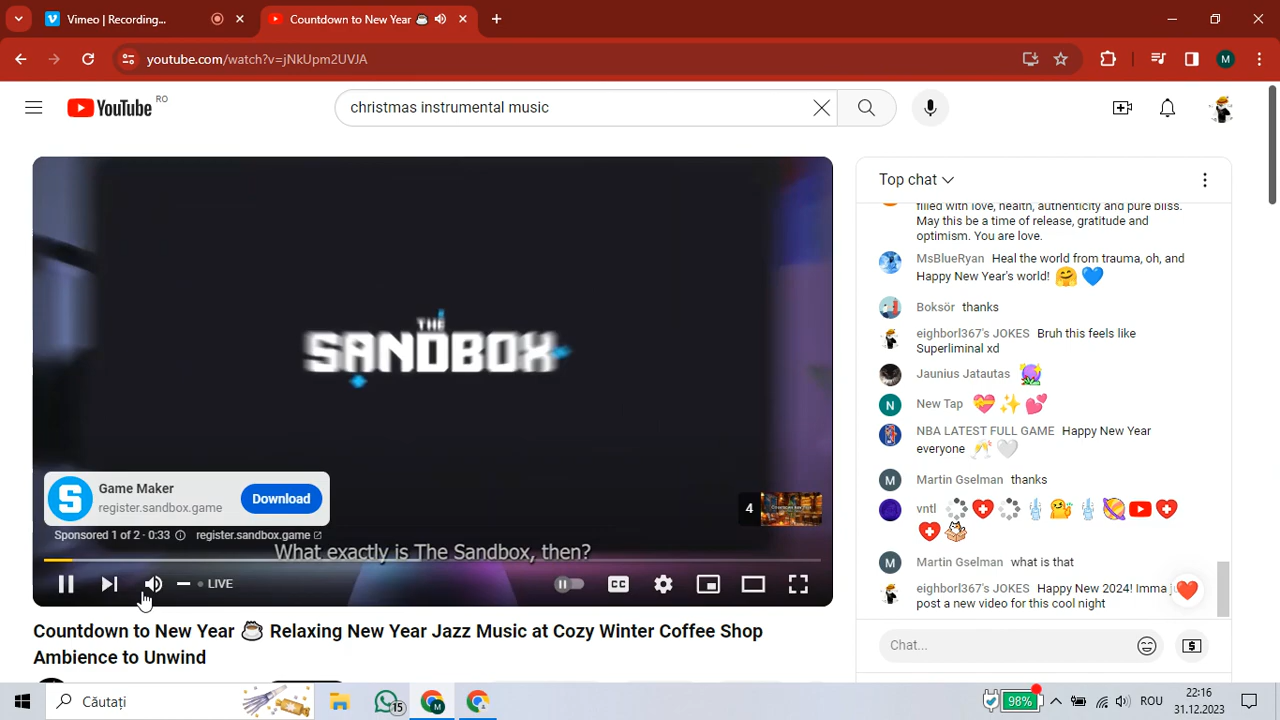 Vimeo | Recording...
Countdown to New Year
youtube.com/watch?v=jNkUpm2UVJA
M
YouTube RO
christmas instrumental music
THE
SANDBOX
Game Maker
register.sandbox.game
Download
Sponsored 1 of 2 · 0:33
register.sandbox.game
4
What exactly is The Sandbox, then?
LIVE
CC
Countdown to New Year ☕ Relaxing New Year Jazz Music at Cozy Winter Coffee Shop
Ambience to Unwind
Top chat
filled with love, health, authenticity and pure bliss.
May this be a time of release, gratitude and
optimism. You are love.
MsBlueRyan Heal the world from trauma, oh, and
Happy New Year's world! 🤗 💙
Boksör thanks
eighborl367's JOKES Bruh this feels like
Superliminal xd
Jaunius Jatautas
N New Tap 💝 ✨ 💕
NBA LATEST FULL GAME Happy New Year
everyone 🥂 🤍
M Martin Gselman thanks
vntl
M Martin Gselman what is that
eighborl367's JOKES Happy New 2024! Imma
post a new video for this cool night
Chat...
Căutați
15
98%
ROU
22:16
31.12.2023